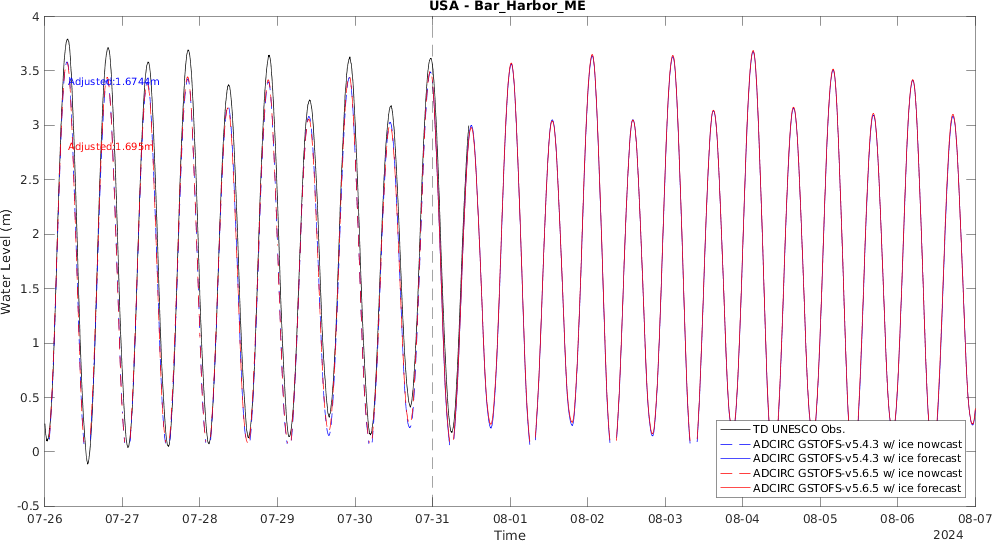 USA - Bar_Harbor_ME
4
3.5
3
2.5
2
1.5
1
0.5
0
-0.5
Water Level (m)
Adjusted:1.6744m
Adjusted:1.695m
TD UNESCO Obs.
ADCIRC GSTOFS-v5.4.3 w/ ice nowcast
ADCIRC GSTOFS-v5.4.3 w/ ice forecast
ADCIRC GSTOFS-v5.6.5 w/ ice nowcast
ADCIRC GSTOFS-v5.6.5 w/ ice forecast
07-26 07-27 07-28 07-29 07-30 07-31 08-01 08-02 08-03 08-04 08-05 08-06 08-07
Time
2024